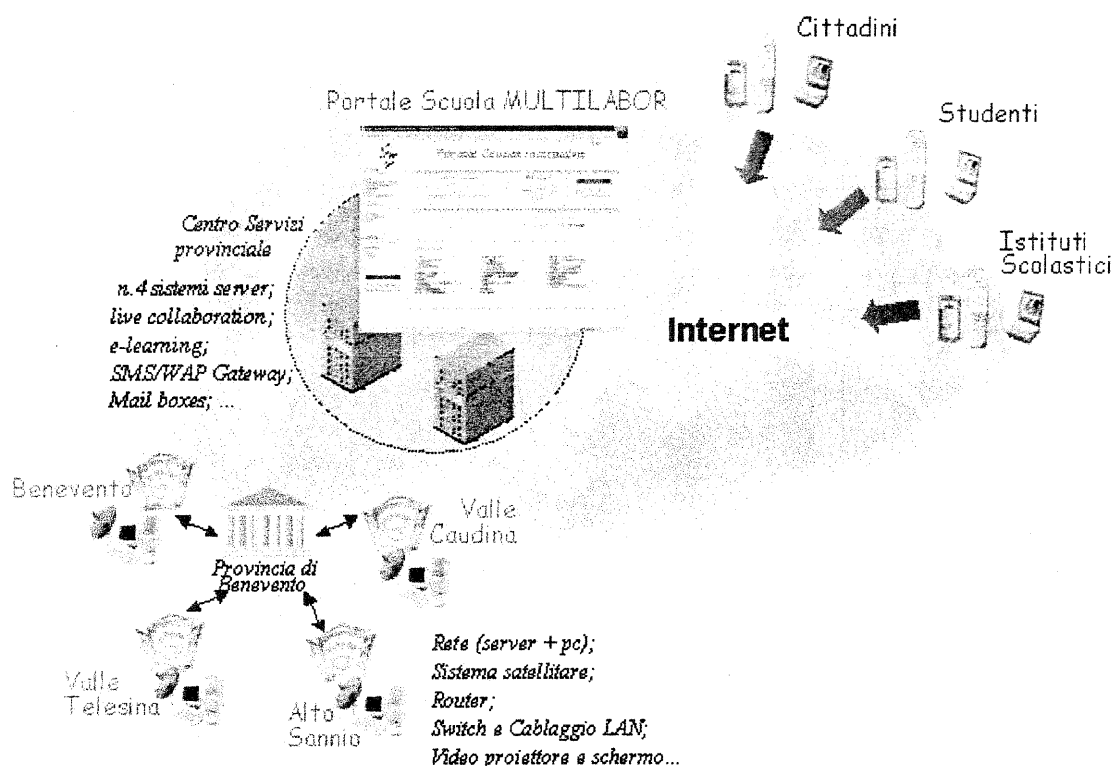 Cittadini
Portale Scuola MULTILABOR
Studenti
Centro Servizi
provinciale
n.4 sistemi server;
live collaboration;
e-learning;
SMS/WAP Gateway;
Mail boxes; ...
Istituti
Scolastici
Internet
Benevento
Valle
Caudina
Provincia di
Benevento
Valle
Telesina
Alto
Sannio
Rete (server + pc);
Sistema satellitare;
Router;
Switch e Cablaggio LAN;
Video proiettore e schermo...